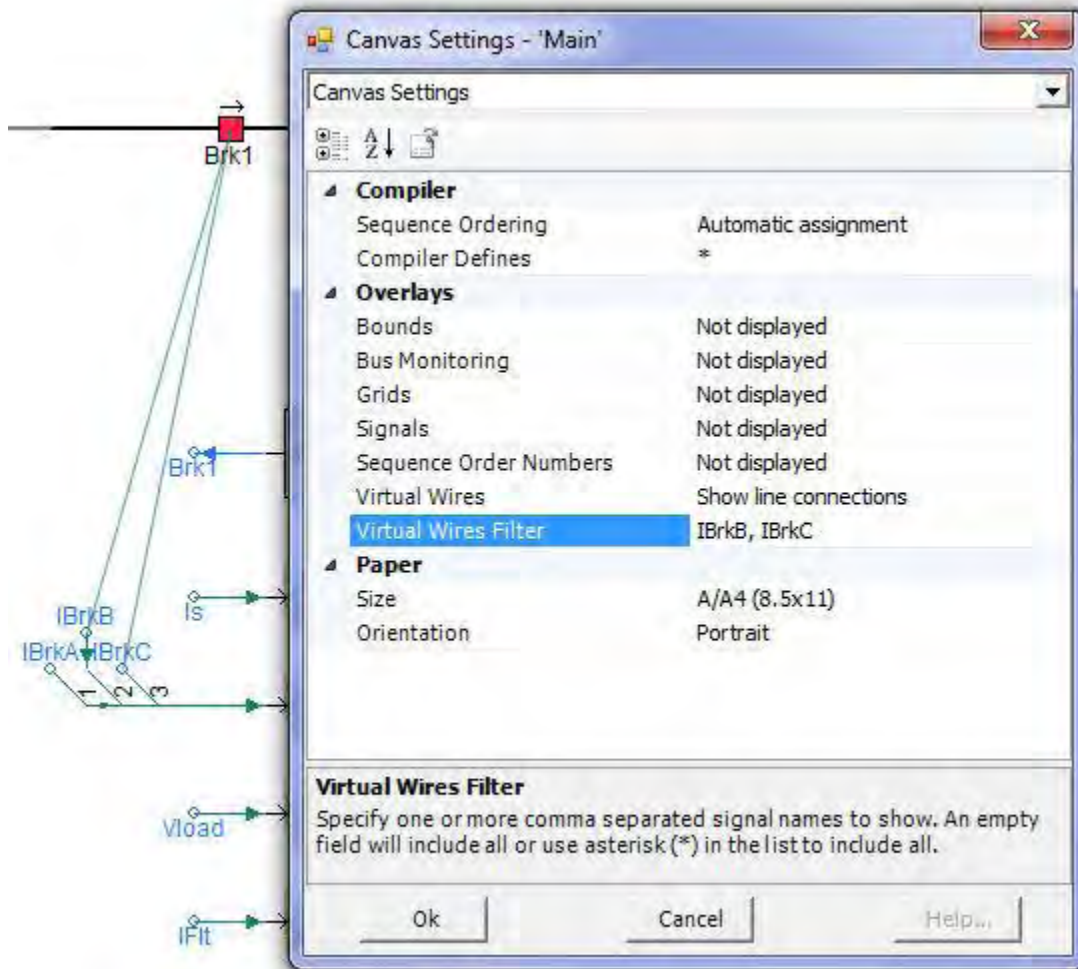 Canvas Settings - 'Main'
Canvas Settings
Compiler
Sequence Ordering Automatic assignment
Compiler Defines *
Overlays
Bounds Not displayed
Bus Monitoring Not displayed
Grids Not displayed
Signals Not displayed
Sequence Order Numbers Not displayed
Virtual Wires Show line connections
Virtual Wires Filter IBrkB, IBrkC
Paper
Size A/A4 (8.5x11)
Orientation Portrait
Virtual Wires Filter
Specify one or more comma separated signal names to show. An empty
field will include all or use asterisk (*) in the list to include all.
Ok Cancel Help...
Brk1
Brk1
Is
IBrkB
IBrkA IBrkC
1 2 3
Vload
IFlt